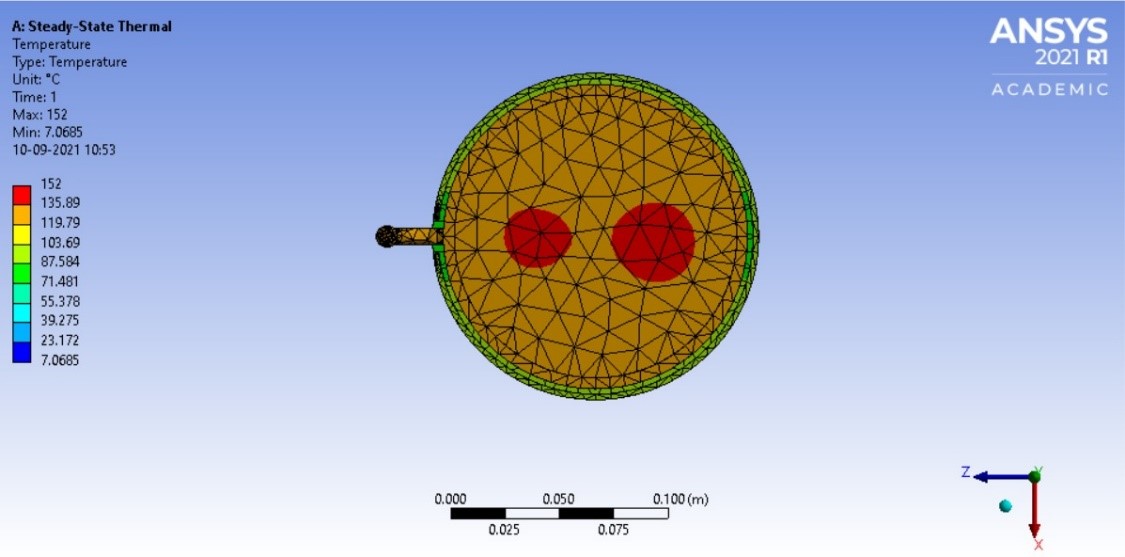 A: Steady-State Thermal
Temperature
Type: Temperature
Unit: °C
Time: 1
Max: 152
Min: 7.0685
10-09-2021 10:53
152
135.89
119.79
103.69
87.584
71.481
55.378
39.275
23.172
7.0685
ANSYS
2021 R1
ACADEMIC
0.000 0.050 0.100 (m)
0.025 0.075
Z Y
X